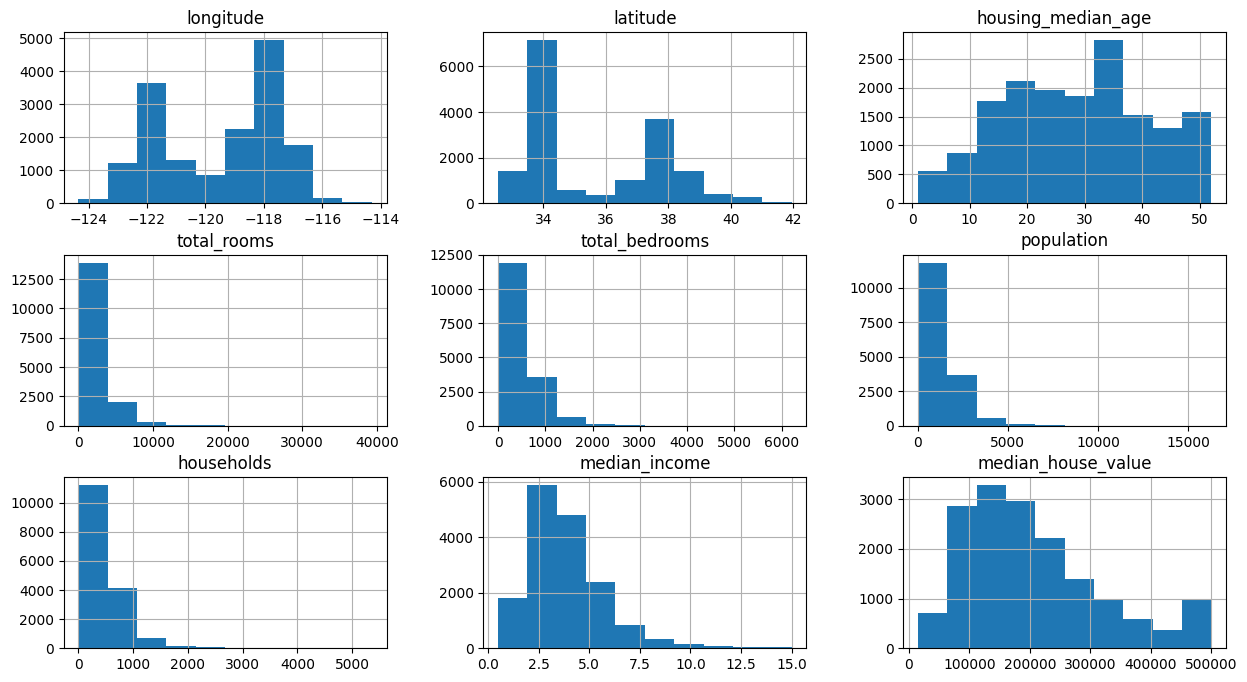 longitude
5000
4000
3000
2000
1000
0
−124 −122 −120 −118 −116 −114
latitude
6000
4000
2000
0
34 36 38 40 42
housing_median_age
2500
2000
1500
1000
500
0
0 10 20 30 40 50
total_rooms
12500
10000
7500
5000
2500
0
0 10000 20000 30000 40000
total_bedrooms
12500
10000
7500
5000
2500
0
0 1000 2000 3000 4000 5000 6000
population
10000
7500
5000
2500
0
0 5000 10000 15000
households
10000
8000
6000
4000
2000
0
0 1000 2000 3000 4000 5000
median_income
6000
4000
2000
0
0.0 2.5 5.0 7.5 10.0 12.5 15.0
median_house_value
3000
2000
1000
0
0 100000 200000 300000 400000 500000